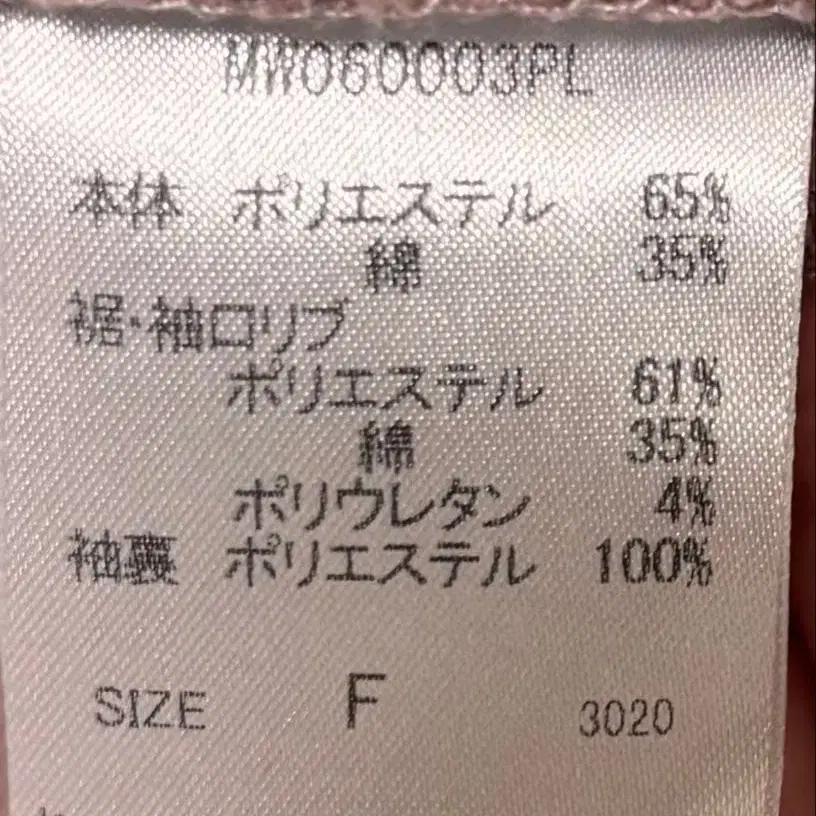 MW060003PL
本体 ポリエステル 65%
綿 35%
裾・袖口リブ
ポリエステル 61%
綿 35%
ポリウレタン 4%
袖裏 ポリエステル 100%
SIZE F 3020